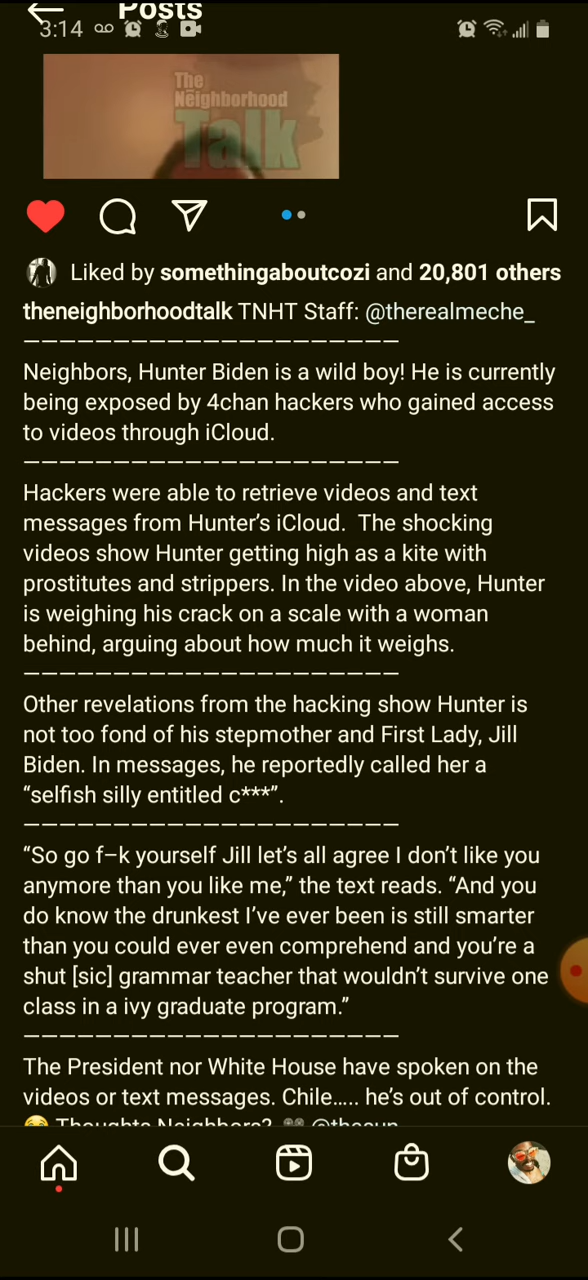 Posts
3:14
The
Neighborhood
Talk
Liked by somethingaboutcozi and 20,801 others
theneighborhoodtalk TNHT Staff: @therealmeche_
—————————————————————
Neighbors, Hunter Biden is a wild boy! He is currently
being exposed by 4chan hackers who gained access
to videos through iCloud.
—————————————————————
Hackers were able to retrieve videos and text
messages from Hunter’s iCloud.  The shocking
videos show Hunter getting high as a kite with
prostitutes and strippers. In the video above, Hunter
is weighing his crack on a scale with a woman
behind, arguing about how much it weighs.
—————————————————————
Other revelations from the hacking show Hunter is
not too fond of his stepmother and First Lady, Jill
Biden. In messages, he reportedly called her a
“selfish silly entitled c***”.
—————————————————————
“So go f–k yourself Jill let’s all agree I don’t like you
anymore than you like me,” the text reads. “And you
do know the drunkest I’ve ever been is still smarter
than you could ever even comprehend and you’re a
shut [sic] grammar teacher that wouldn’t survive one
class in a ivy graduate program.”
—————————————————————
The President nor White House have spoken on the
videos or text messages. Chile..... he’s out of control.
😂 Thoughts Neighbors? 👀 @thesun